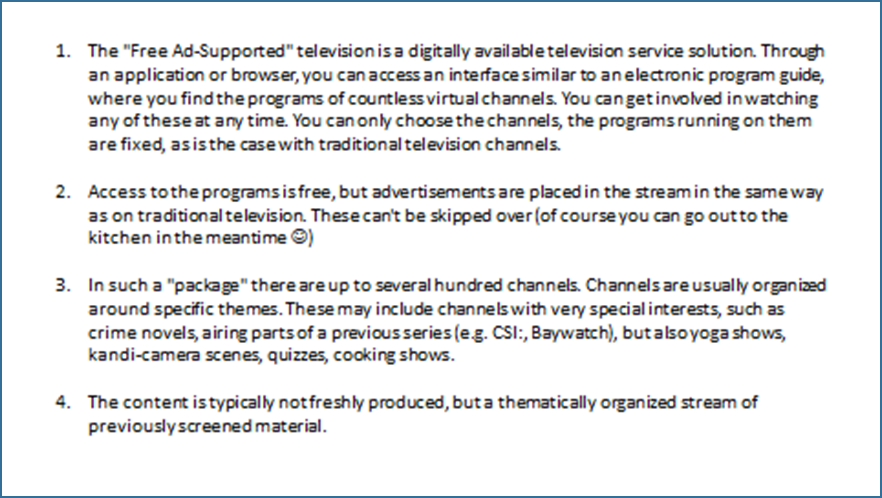 1. The "Free Ad-Supported" television is a digitally available television service solution. Through
an application or browser, you can access an interface similar to an electronic program guide,
where you find the programs of countless virtual channels. You can get involved in watching
any of these at any time. You can only choose the channels, the programs running on them
are fixed, as is the case with traditional television channels.
2. Access to the programs is free, but advertisements are placed in the stream in the same way
as on traditional television. These can't be skipped over (of course you can go out to the
kitchen in the meantime ☺)
3. In such a "package" there are up to several hundred channels. Channels are usually organized
around specific themes. These may include channels with very special interests, such as
crime novels, airing parts of a previous series (e.g. CSI:, Baywatch), but also yoga shows,
kandi-camera scenes, quizzes, cooking shows.
4. The content is typically not freshly produced, but a thematically organized stream of
previously screened material.